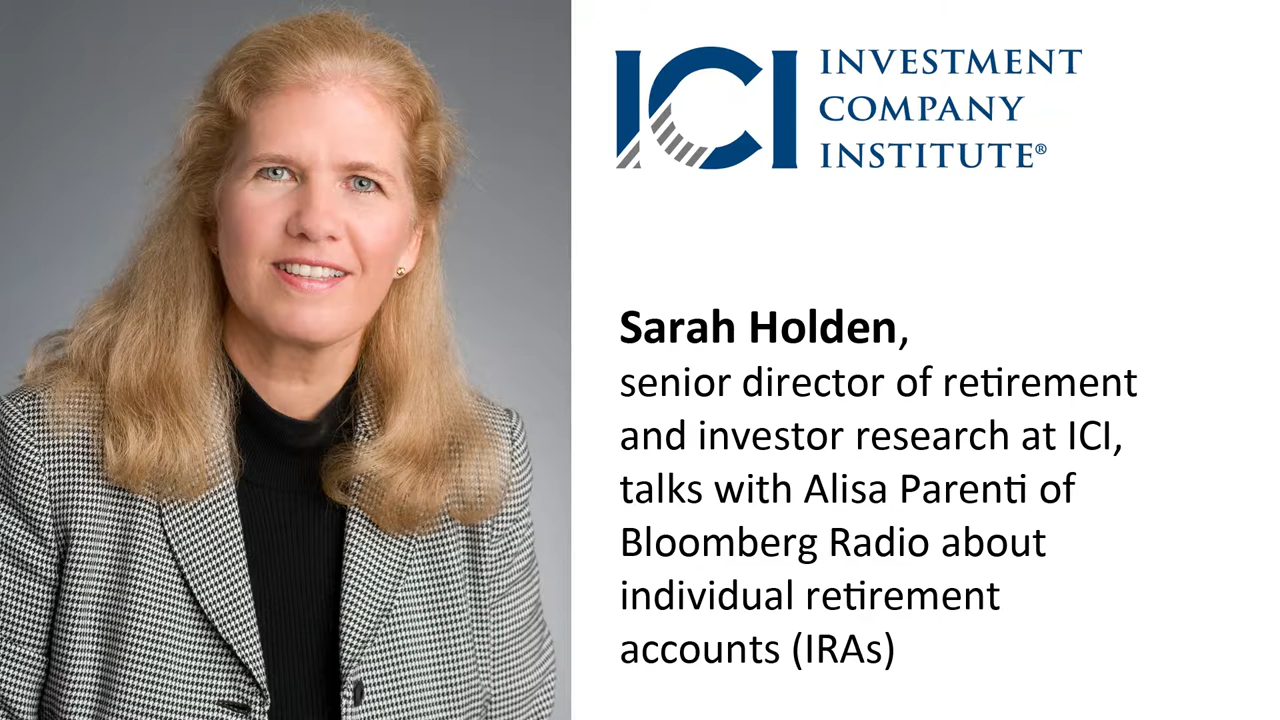 ICI
INVESTMENT
COMPANY
INSTITUTE®
Sarah Holden,
senior director of retirement
and investor research at ICI,
talks with Alisa Parenti of
Bloomberg Radio about
individual retirement
accounts (IRAs)